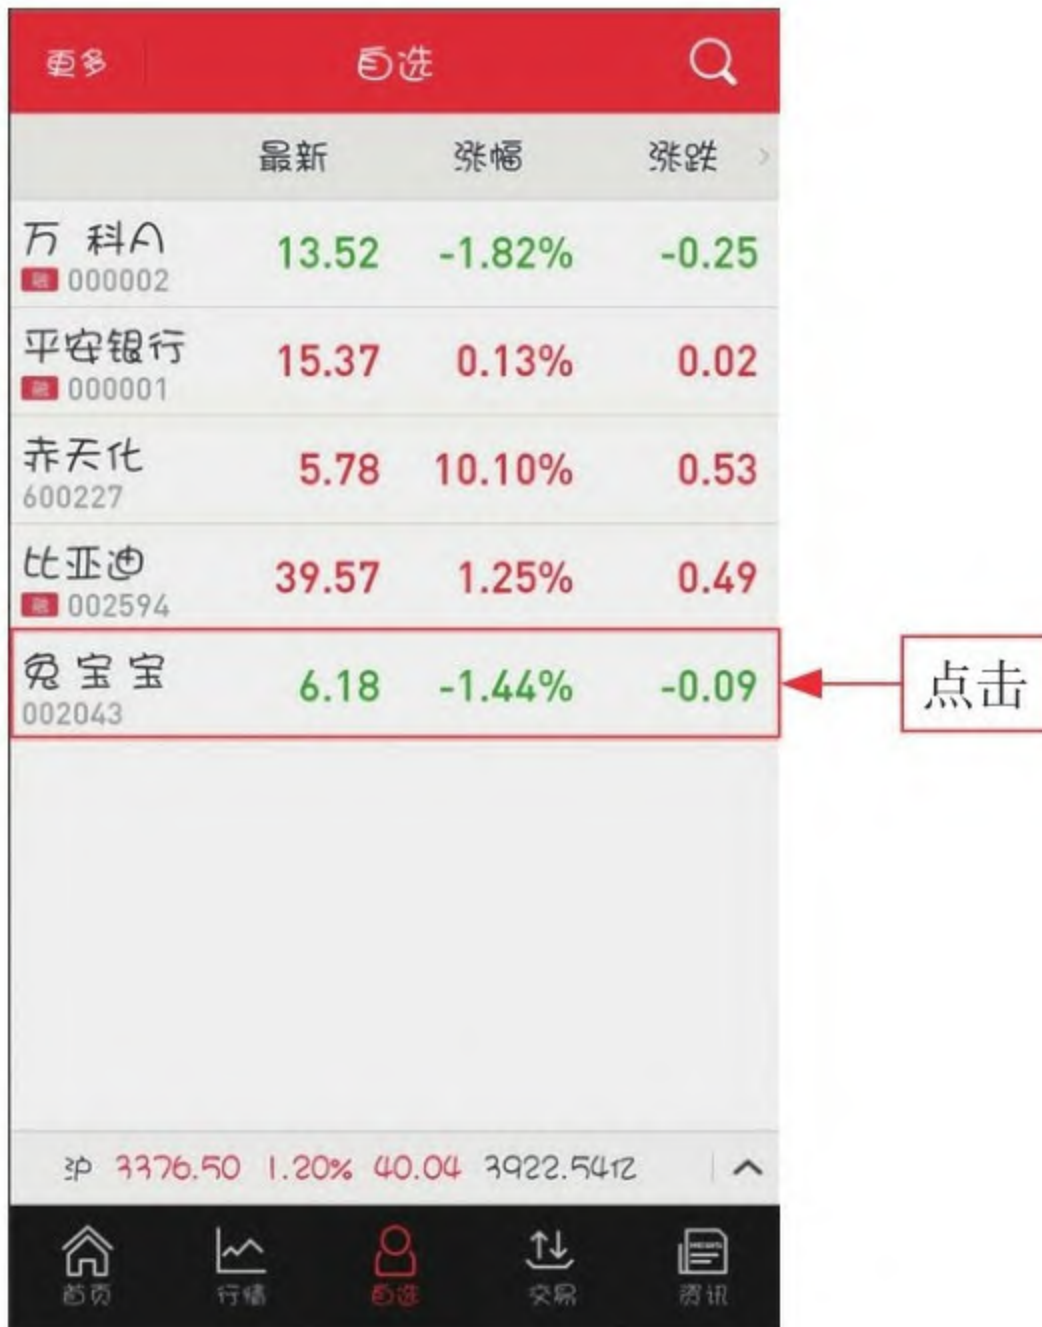 更多 自选
最新 涨幅 涨跌
万 科A 13.52 -1.82% -0.25
融 000002
平安银行 15.37 0.13% 0.02
融 000001
赤天化 5.78 10.10% 0.53
600227
比亚迪 39.57 1.25% 0.49
融 002594
兔 宝 宝 6.18 -1.44% -0.09
002043
点击
沪 3376.50 1.20% 40.04 3922.54亿
首页 行情 自选 交易 资讯